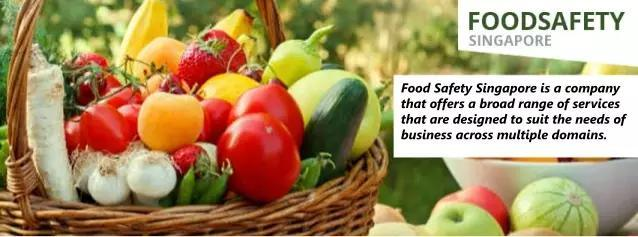 FOODSAFETY
SINGAPORE
Food Safety Singapore is a company
that offers a broad range of services
that are designed to suit the needs of
business across multiple domains.